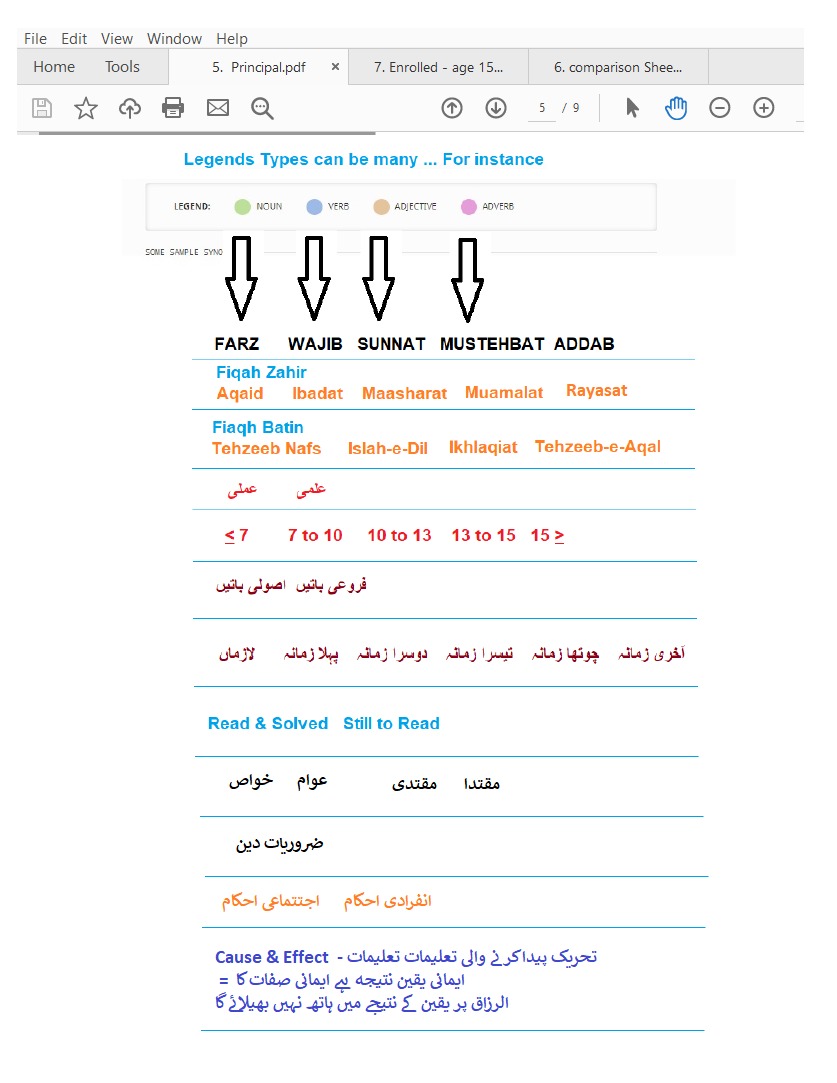 File Edit View Window Help
Home Tools 5. Principal.pdf × 7. Enrolled - age 15... 6. comparison Shee...
5 / 9
Legends Types can be many ... For instance
LEGEND: NOUN VERB ADJECTIVE ADVERB
SOME SAMPLE SYNO
FARZ WAJIB SUNNAT MUSTEHBAT ADDAB
Fiqah Zahir
Aqaid Ibadat Maasharat Muamalat Rayasat
Fiaqh Batin
Tehzeeb Nafs Islah-e-Dil Ikhlaqiat Tehzeeb-e-Aqal
عملی علمی
< 7 7 to 10 10 to 13 13 to 15 15 >
اصولی باتیں فروعی باتیں
لازماں پہلا زمانہ دوسرا زمانہ تیسرا زمانہ چوتھا زمانہ آخری زمانہ
Read & Solved Still to Read
خواص عوام مقتدی مقتدا
ضروریات دین
اجتتماعی احکام انفرادی احکام
Cause & Effect - تحریک پیدا کرنے والی تعلیمات تعلیمات
ایمانی یقین نتیجہ ہے ایمانی صفات کا =
الرزاق پر یقین کے نتیجے میں ہاتھ نہیں بھیلائے گا